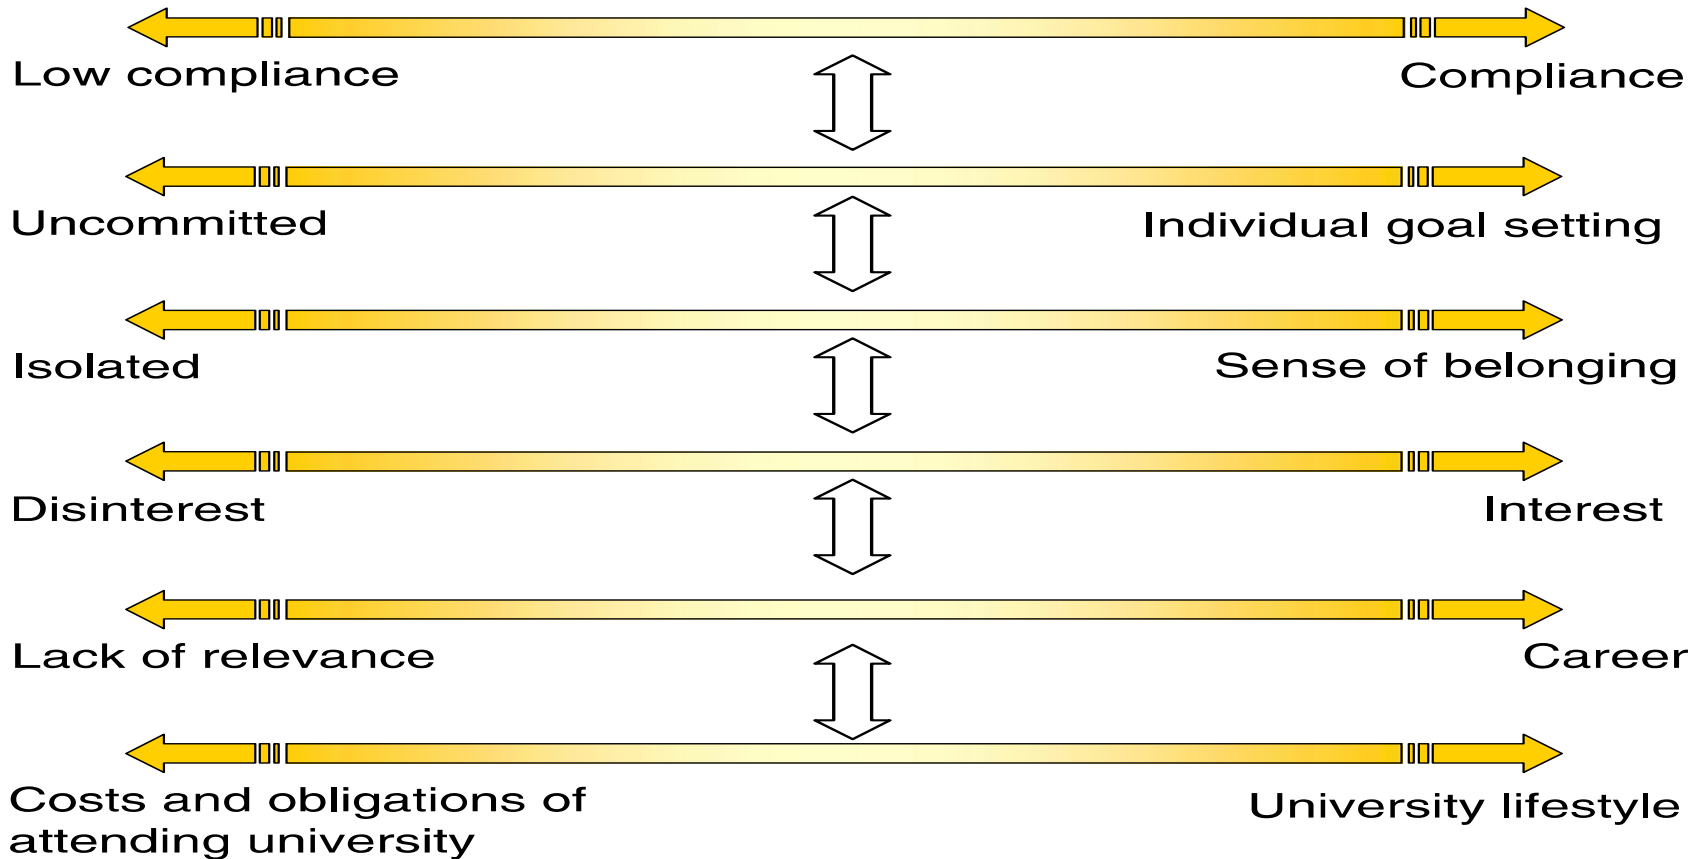 Low compliance
Compliance
Uncommitted
Individual goal setting
Isolated
Sense of belonging
Disinterest
Interest
Lack of relevance
Career
Costs and obligations of
attending university
University lifestyle